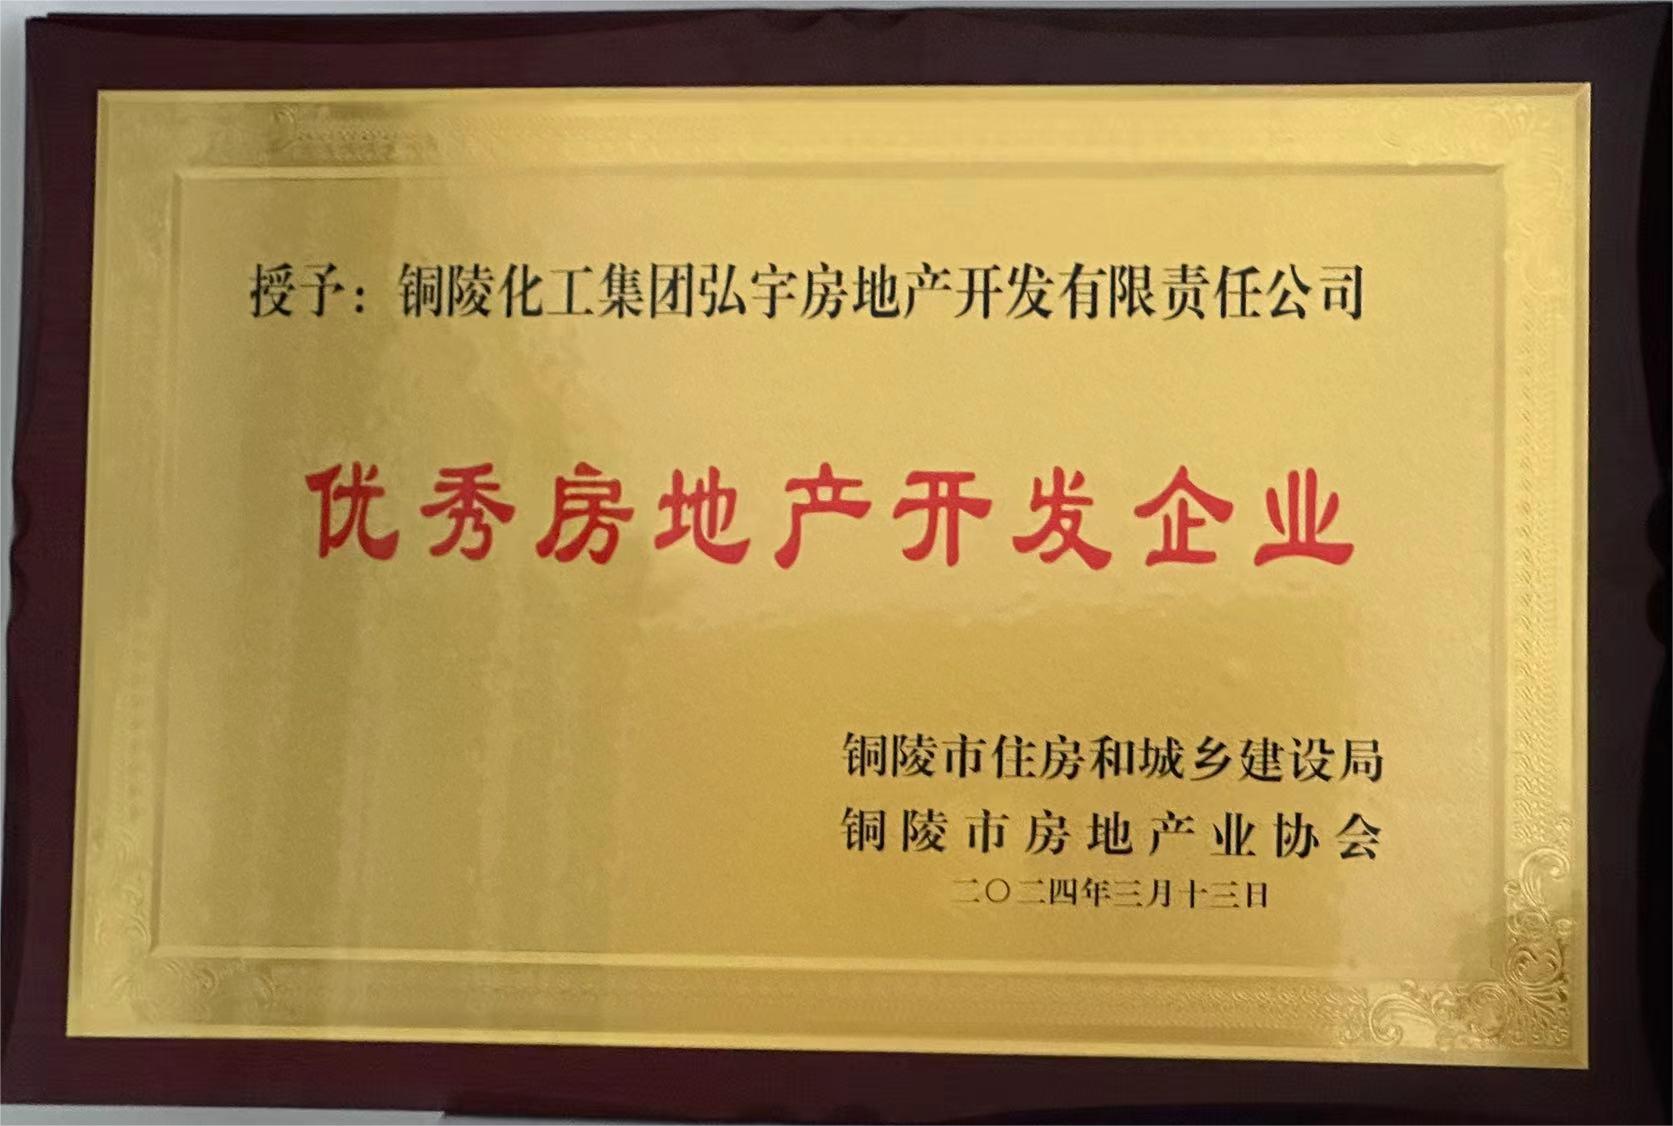 授予：铜陵化工集团弘宇房地产开发有限责任公司
优秀房地产开发企业
铜陵市住房和城乡建设局
铜陵市房地产业协会
二〇二四年三月十三日